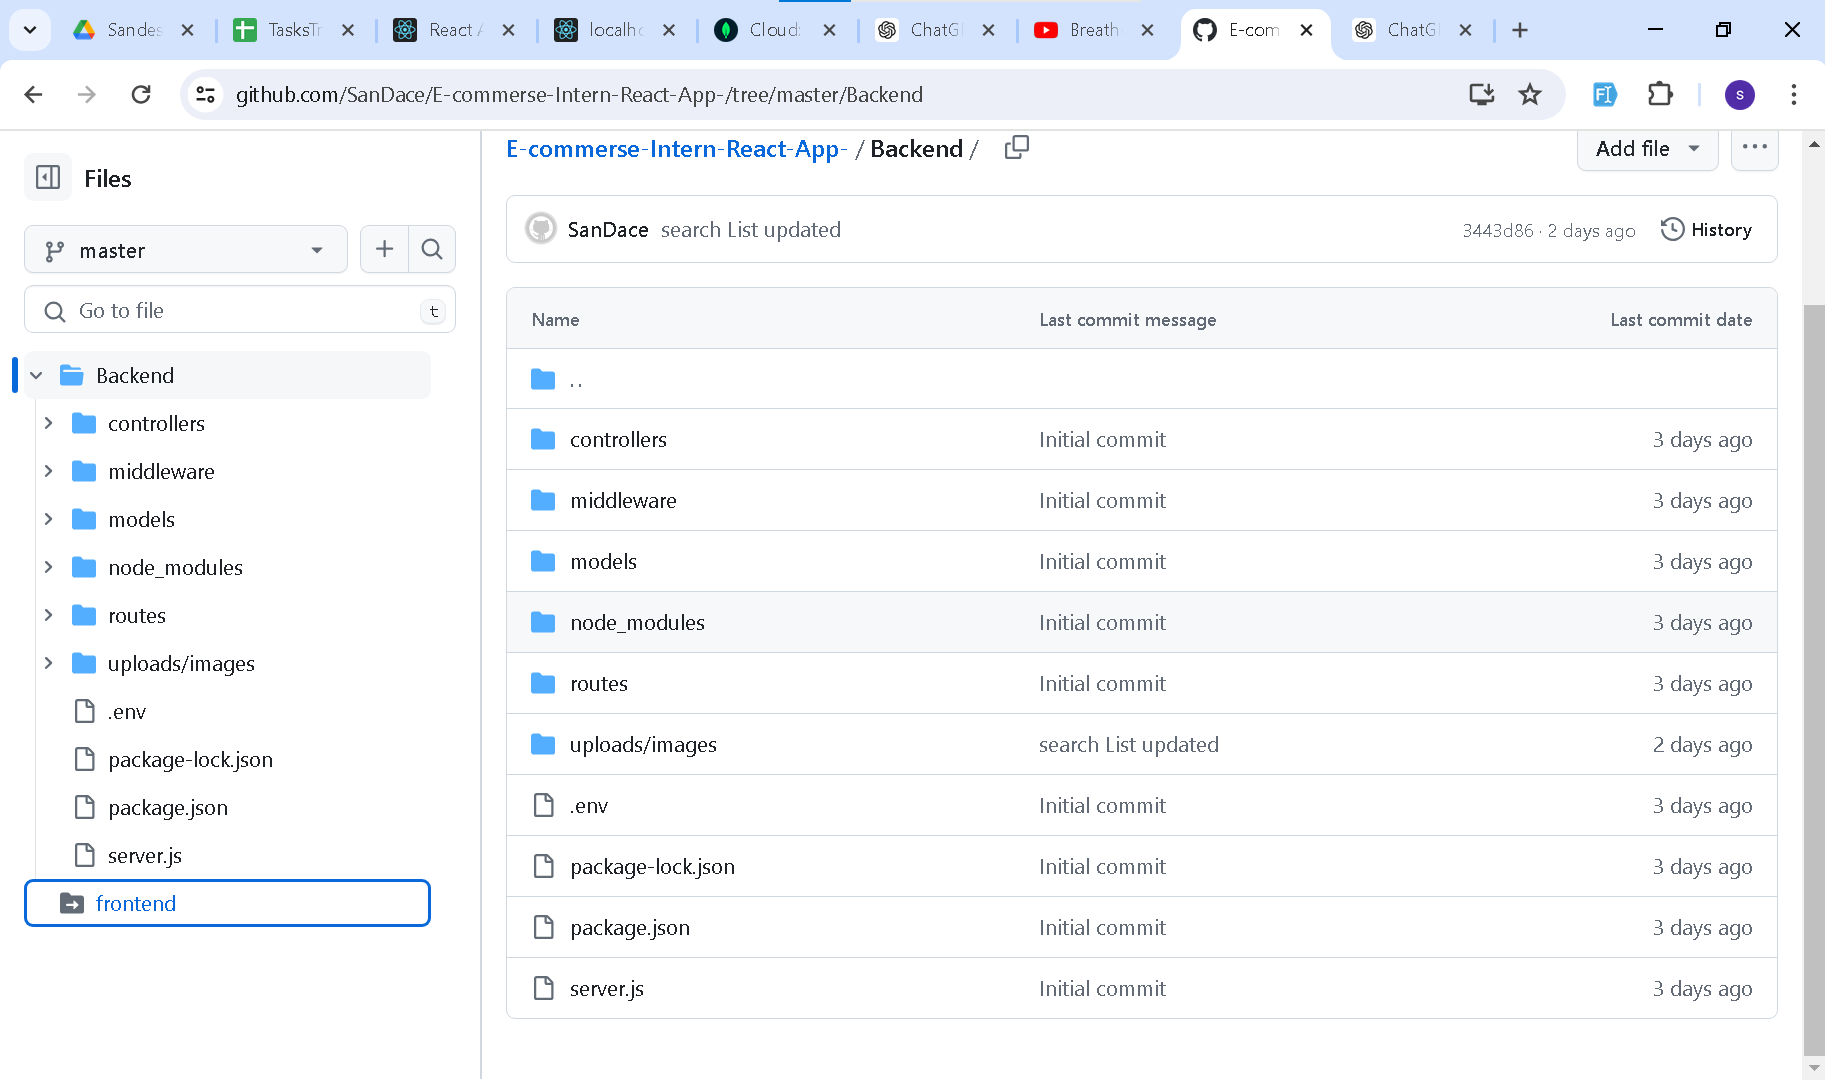 Sandes
TasksTr
React A
localho
Cloud
ChatG
Breath
E-com
ChatG
github.com/SanDace/E-commerse-Intern-React-App-/tree/master/Backend
S
Files
master
Go to file
t
Backend
controllers
middleware
models
node_modules
routes
uploads/images
.env
package-lock.json
package.json
server.js
frontend
E-commerse-Intern-React-App- / Backend /
Add file
SanDace search List updated
3443d86 · 2 days ago
History
Name Last commit message Last commit date
..
controllers Initial commit 3 days ago
middleware Initial commit 3 days ago
models Initial commit 3 days ago
node_modules Initial commit 3 days ago
routes Initial commit 3 days ago
uploads/images search List updated 2 days ago
.env Initial commit 3 days ago
package-lock.json Initial commit 3 days ago
package.json Initial commit 3 days ago
server.js Initial commit 3 days ago